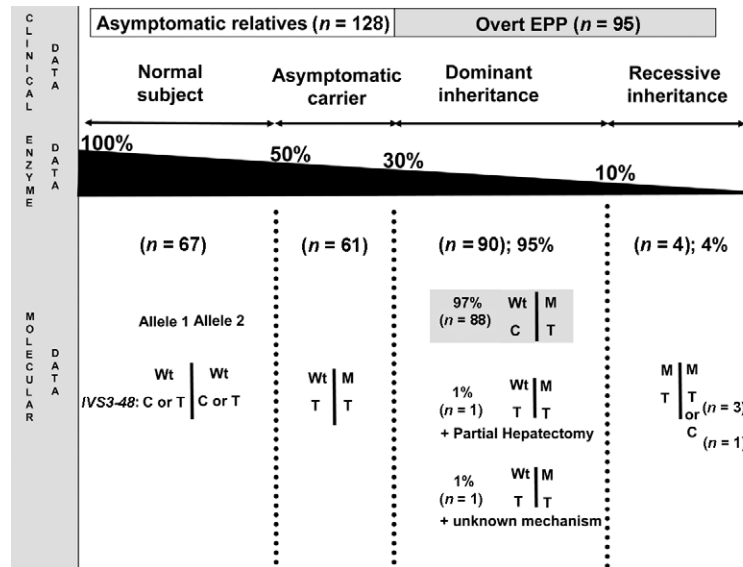 CLINICAL DATA
Asymptomatic relatives (n = 128)
Overt EPP (n = 95)
Normal subject
Asymptomatic carrier
Dominant inheritance
Recessive inheritance
ENZYME DATA
100%
50%
30%
10%
MOLECULAR DATA
(n = 67)
(n = 61)
(n = 90); 95%
(n = 4); 4%
Allele 1 Allele 2
Wt Wt
IVS3-48: C or T C or T
Wt M
T T
97% Wt M
(n = 88) C T
1% Wt M
(n = 1) T T
+ Partial Hepatectomy
1% Wt M
(n = 1) T T
+ unknown mechanism
M M
T T
or (n = 3)
C (n = 1)